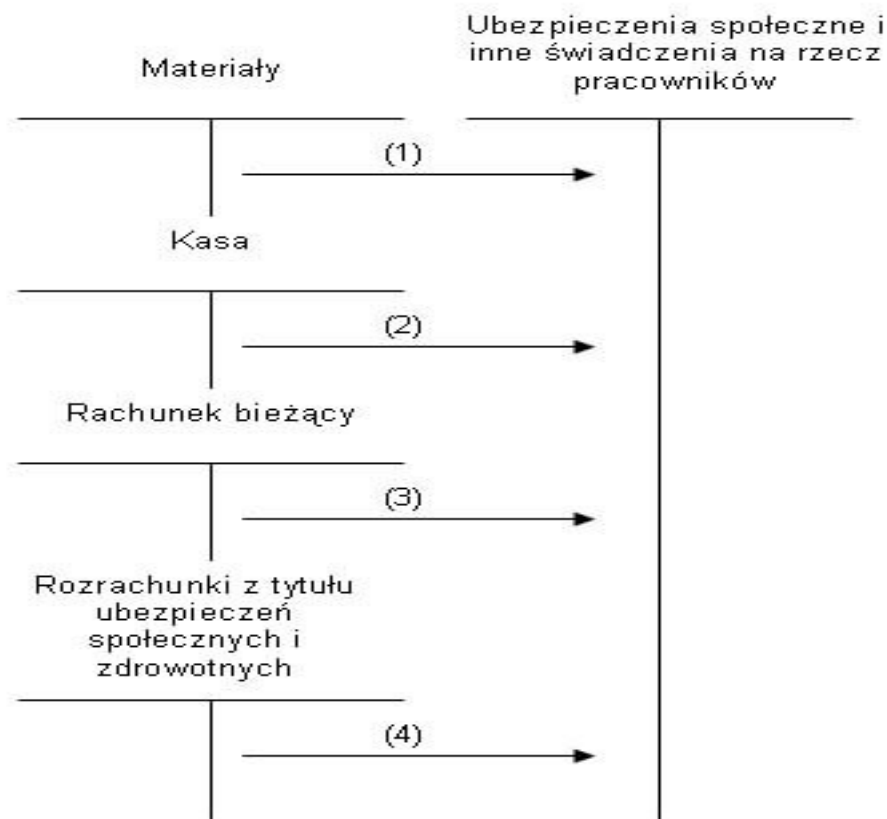 Materiały
Ubezpieczenia społeczne i
inne świadczenia na rzecz
pracowników
(1)
Kasa
(2)
Rachunek bieżący
(3)
Rozrachunki z tytułu
ubezpieczeń
społecznych i
zdrowotnych
(4)